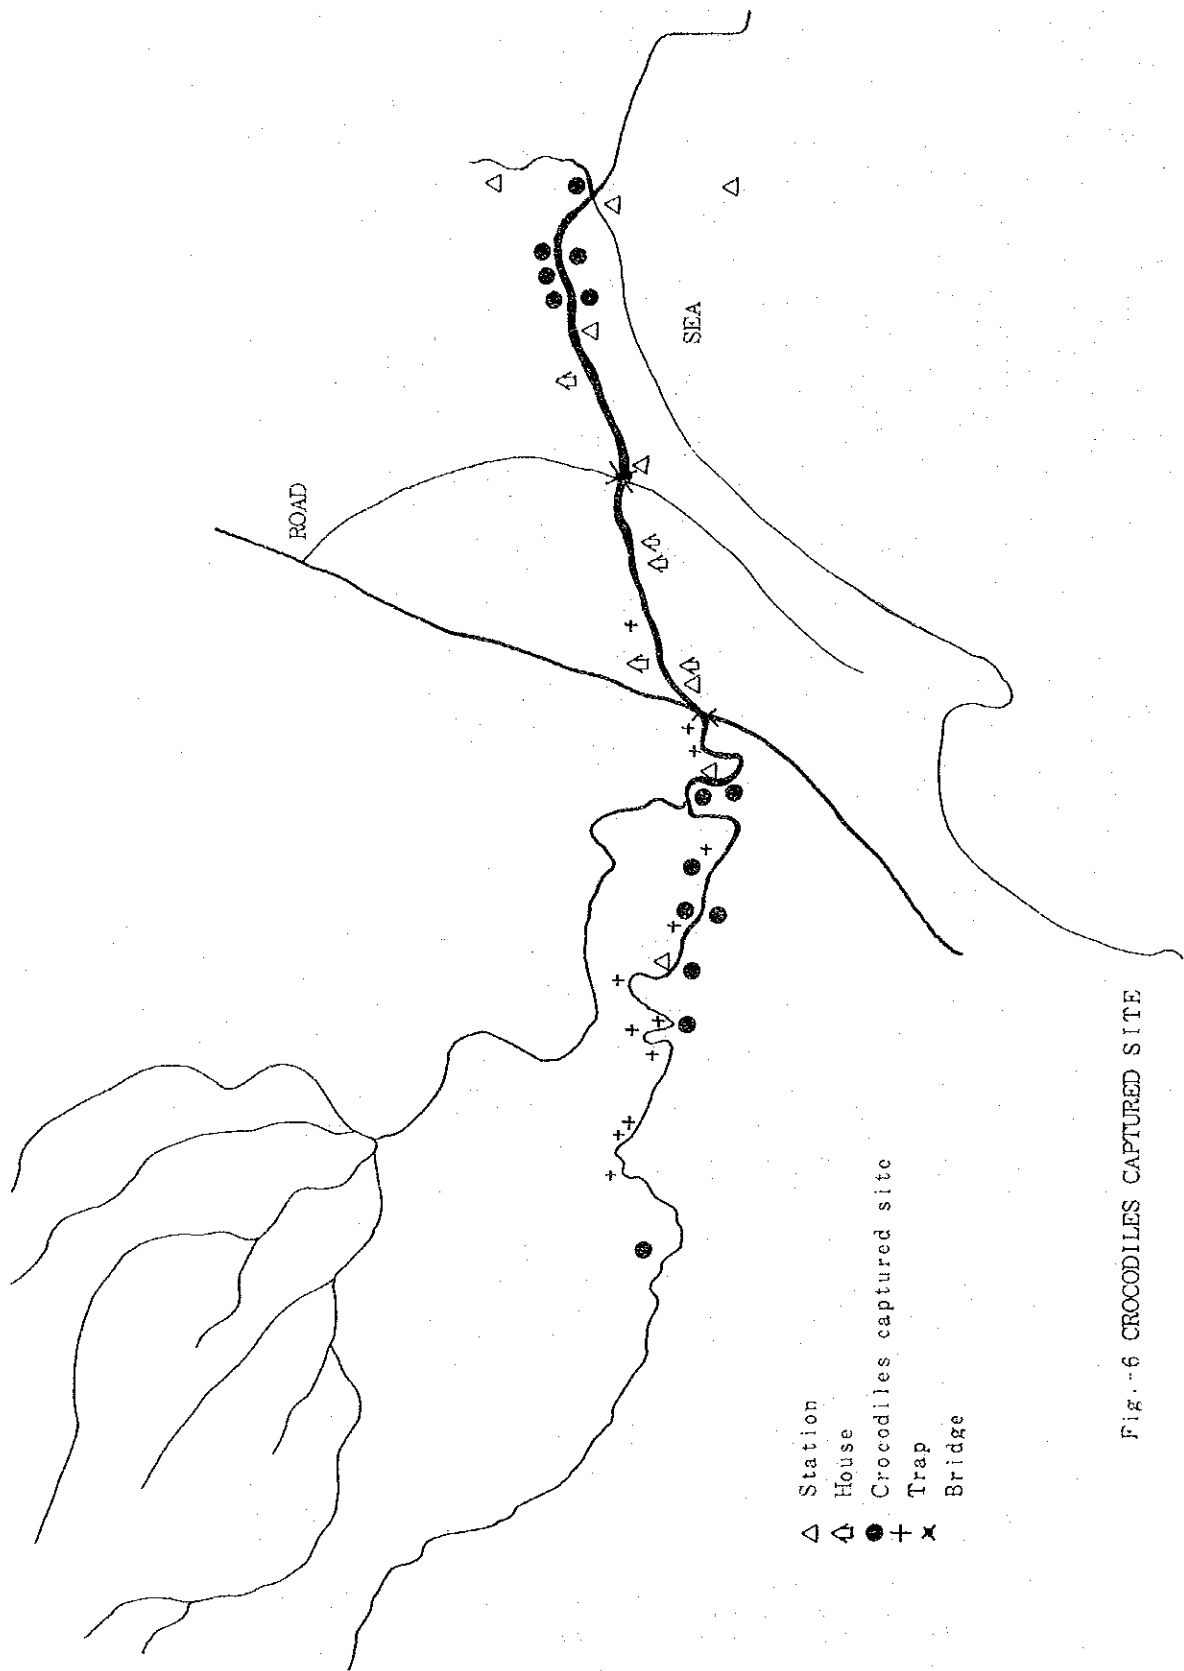 ROAD
SEA
Station
House
Crocodiles captured site
Trap
Bridge
Fig.-6 CROCODILES CAPTURED SITE